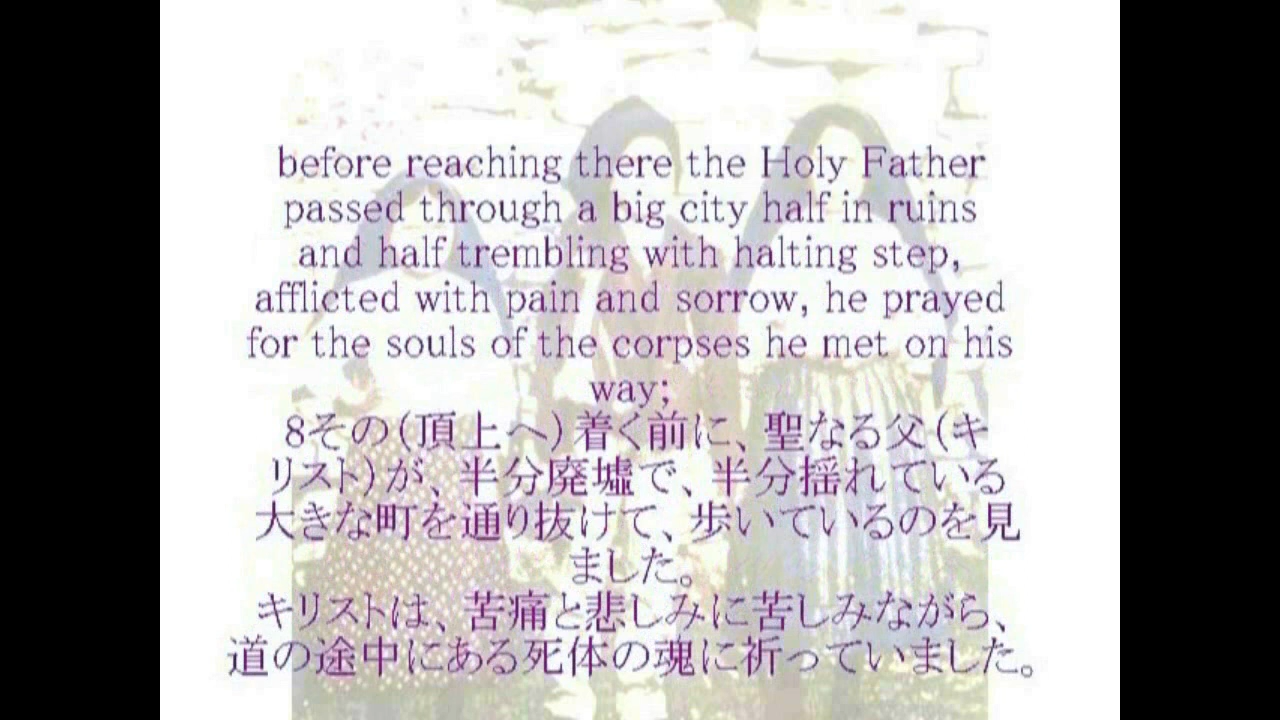 before reaching there the Holy Father
passed through a big city half in ruins
and half trembling with halting step,
afflicted with pain and sorrow, he prayed
for the souls of the corpses he met on his
way;
8その(頂上へ)着く前に、聖なる父(キ
リスト)が、半分廃墟で、半分揺れている
大きな町を通り抜けて、歩いているのを見
ました。
キリストは、苦痛と悲しみに苦しみながら、
道の途中にある死体の魂に祈っていました。